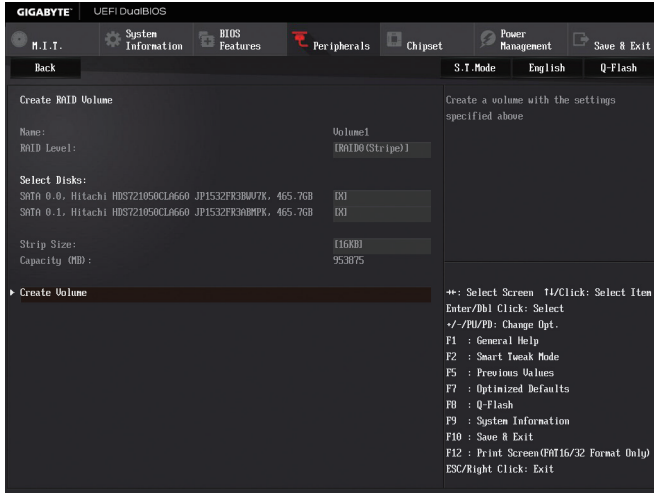 GIGABYTE™ UEFI DualBIOS
M.I.T. System Information BIOS Features Peripherals Chipset Power Management Save & Exit
Back S.T.Mode English Q-Flash
Create RAID Volume
Name: Volume1
RAID Level: [RAID0(Stripe)]
Select Disks:
SATA 0.0, Hitachi HDS721050CLA660 JP1532FR3BWU7K, 465.7GB [X]
SATA 0.1, Hitachi HDS721050CLA660 JP1532FR3ABMPK, 465.7GB [X]
Strip Size: [16KB]
Capacity (MB): 953875
Create Volume
Create a volume with the settings
specified above
→←: Select Screen ↑↓/Click: Select Item
Enter/Dbl Click: Select
+/-/PU/PD: Change Opt.
F1 : General Help
F2 : Smart Tweak Mode
F5 : Previous Values
F7 : Optimized Defaults
F8 : Q-Flash
F9 : System Information
F10 : Save & Exit
F12 : Print Screen(FAT16/32 Format Only)
ESC/Right Click: Exit